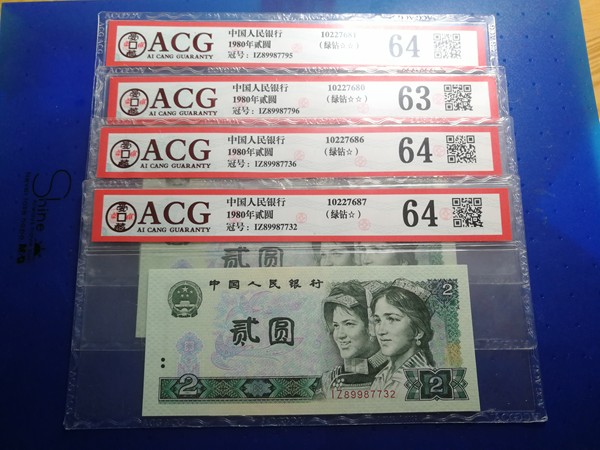 ACG
AI CANG GUARANTY
中国人民银行
1980年贰圆
冠号：IZ89987795
10227681
（绿钻☆☆）
64
ACG
AI CANG GUARANTY
中国人民银行
1980年贰圆
冠号：IZ89987796
10227680
（绿钻☆☆）
63
ACG
AI CANG GUARANTY
中国人民银行
1980年贰圆
冠号：IZ89987736
10227686
（绿钻☆）
64
ACG
AI CANG GUARANTY
中国人民银行
1980年贰圆
冠号：IZ89987732
10227687
（绿钻☆）
64
贰圆
中国人民银行
贰圆
2
2
2
IZ89987732
Shine